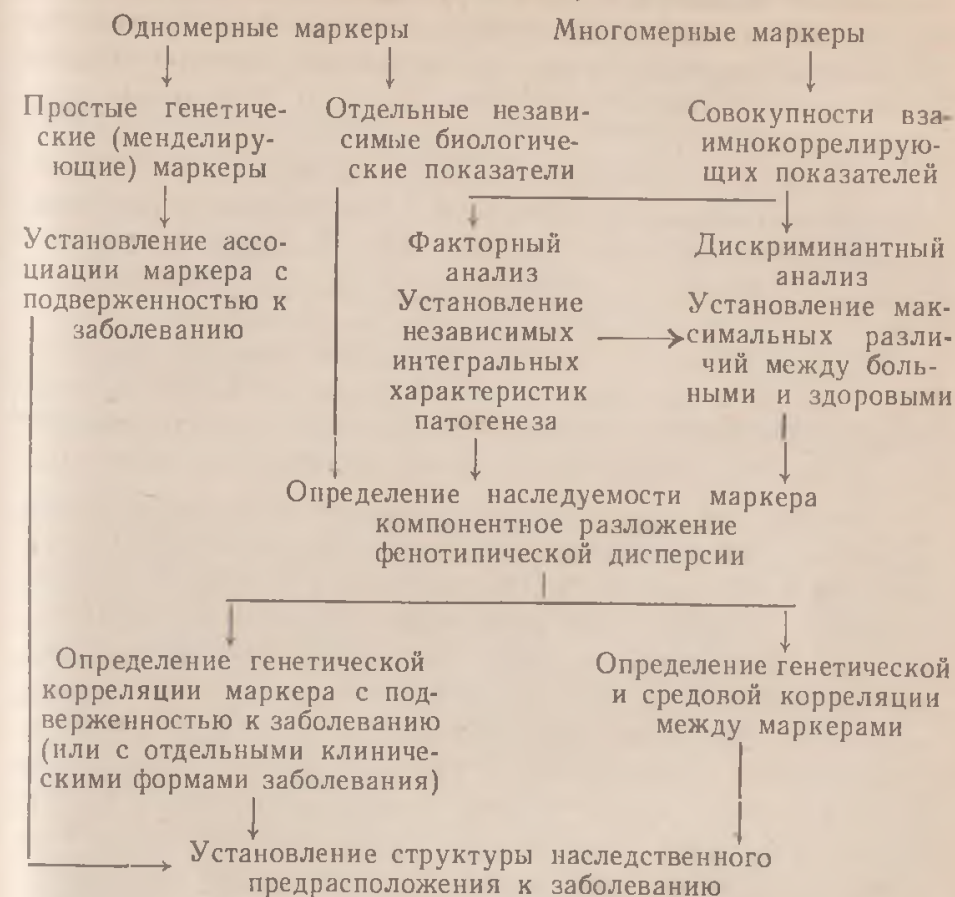 Одномерные маркеры
Многомерные маркеры
Простые генетиче-
ские (менделиру-
ющие) маркеры
Отдельные незави-
симые биологиче-
ские показатели
Совокупности вза-
имнокоррелирую-
щих показателей
Установление ассо-
циации маркера с
подверженностью к
заболеванию
Факторный
анализ
Установление
независимых
интегральных
характеристик
патогенеза
Дискриминантный
анализ
Установление мак-
симальных разли-
чий между боль-
ными и здоровыми
Определение наследуемости маркера
компонентное разложение
фенотипической дисперсии
Определение генетической
корреляции маркера с под-
верженностью к заболеванию
(или с отдельными клиниче-
скими формами заболевания)
Определение генетической
и средовой корреляции
между маркерами
Установление структуры наследственного
предрасположения к заболеванию